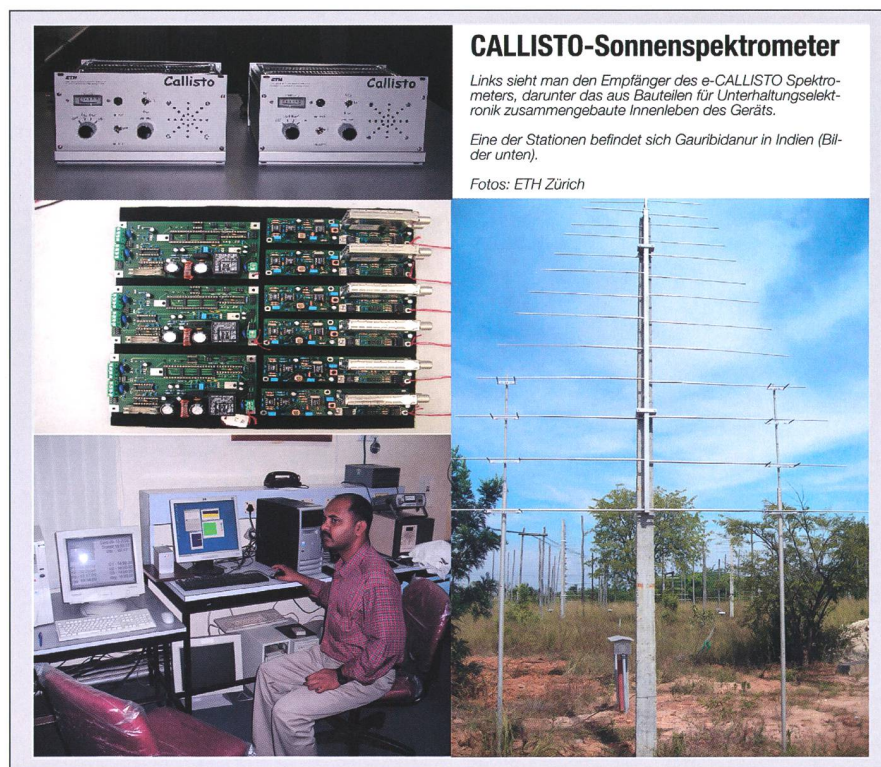 CALLISTO-Sonnenspektrometer
Links sieht man den Empfänger des e-CALLISTO Spektro-
meters, darunter das aus Bauteilen für Unterhaltungselekt-
ronik zusammengebaute Innenleben des Geräts.
Eine der Stationen befindet sich Gauribidanur in Indien (Bil-
der unten).
Fotos: ETH Zürich
ETH
Callisto
ETH
Callisto